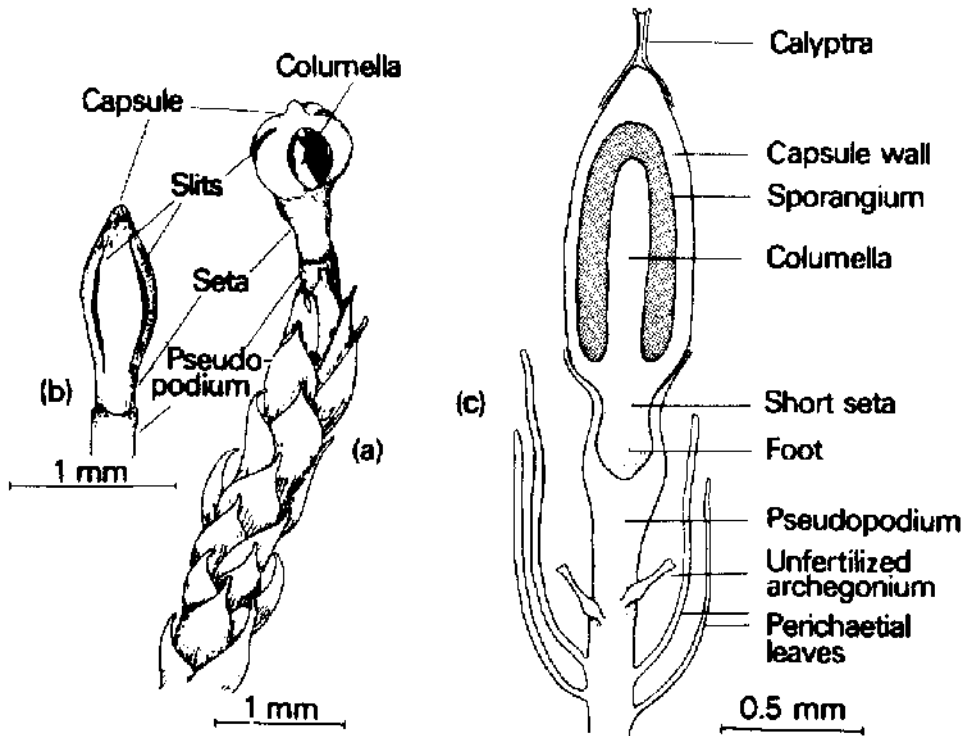 Columella
Capsule
Slits
Seta
Pseudo-
podium
(b)
(a)
1 mm
1 mm
Calyptra
Capsule wall
Sporangium
Columella
(c)
Short seta
Foot
Pseudopodium
Unfertilized
archegonium
Perichaetial
leaves
0.5 mm